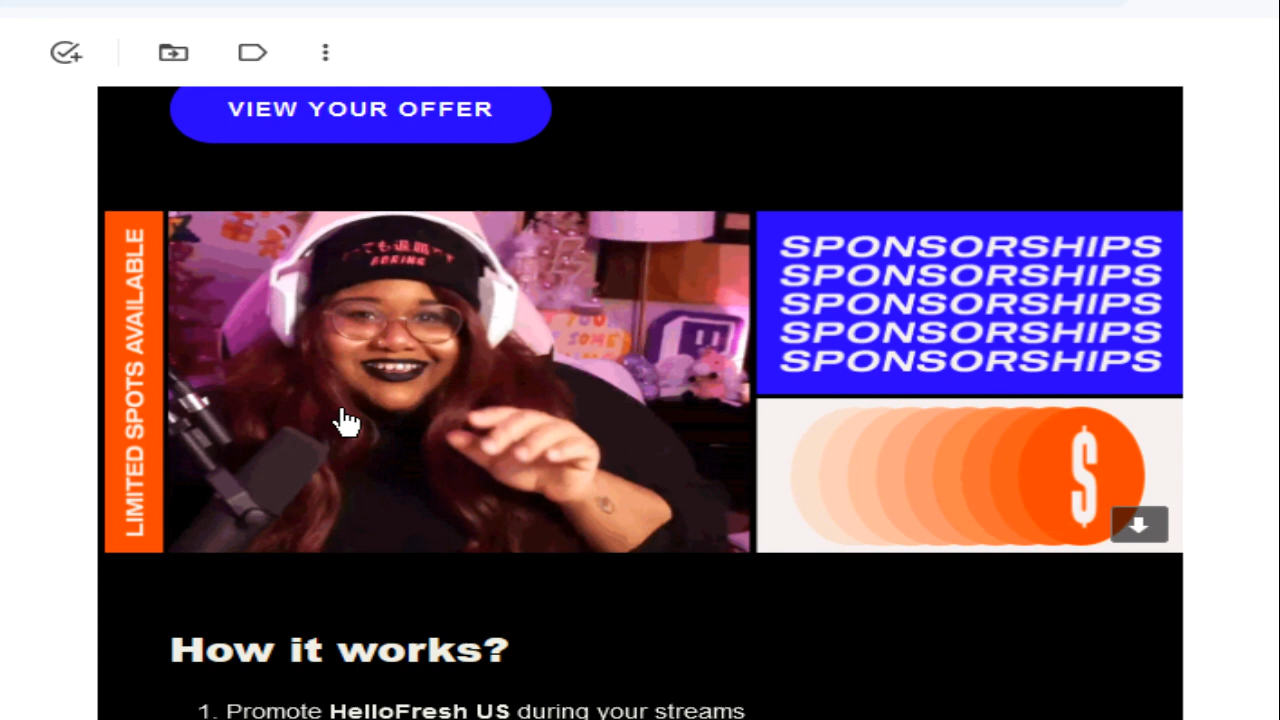 VIEW YOUR OFFER
LIMITED SPOTS AVAILABLE
SPONSORSHIPS
SPONSORSHIPS
SPONSORSHIPS
SPONSORSHIPS
SPONSORSHIPS
$
How it works?
1. Promote HelloFresh US during your streams